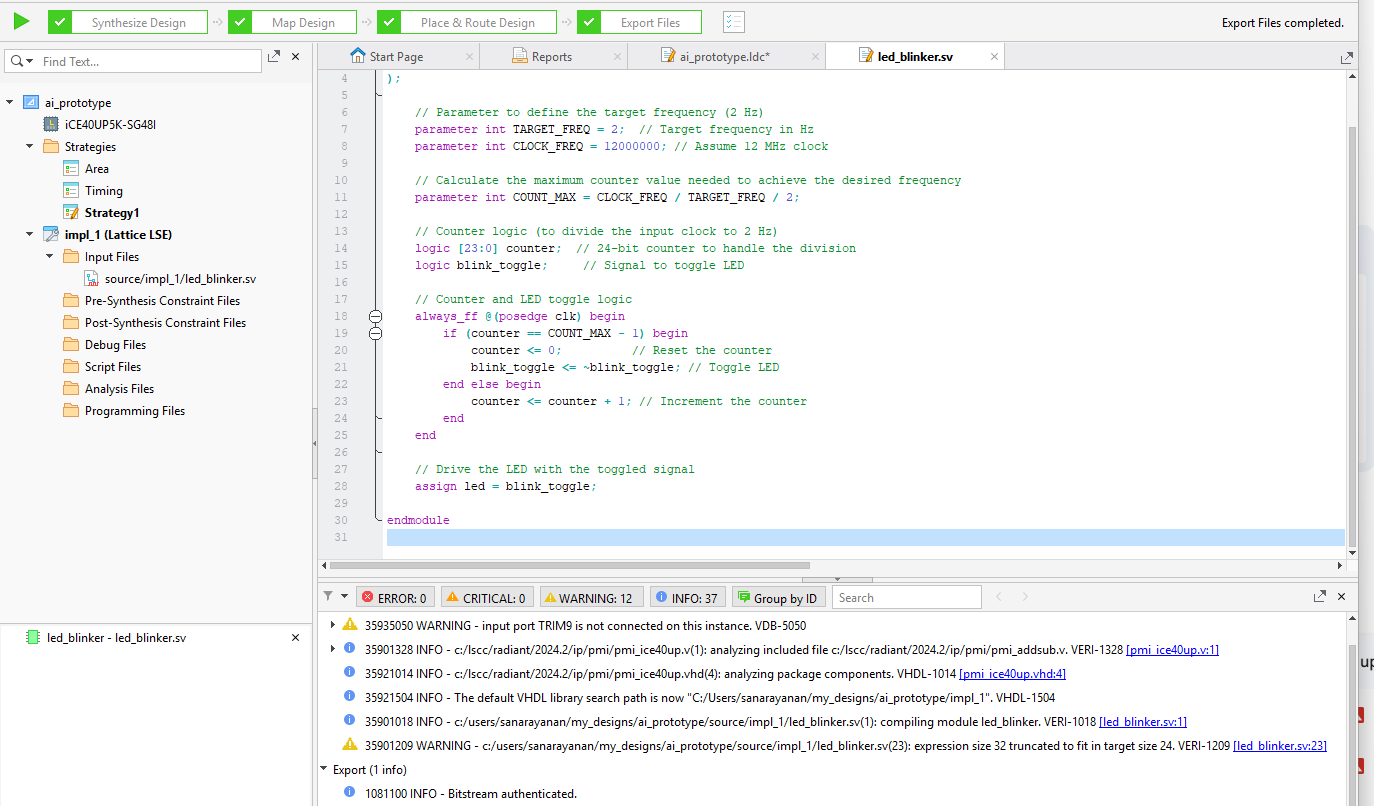 Synthesize Design
Map Design
Place & Route Design
Export Files
Export Files completed.
Find Text...
ai_prototype
iCE40UP5K-SG48I
Strategies
Area
Timing
Strategy1
impl_1 (Lattice LSE)
Input Files
source/impl_1/led_blinker.sv
Pre-Synthesis Constraint Files
Post-Synthesis Constraint Files
Debug Files
Script Files
Analysis Files
Programming Files
led_blinker - led_blinker.sv
Start Page
Reports
ai_prototype.ldc*
led_blinker.sv
4 );
5
6 // Parameter to define the target frequency (2 Hz)
7 parameter int TARGET_FREQ = 2; // Target frequency in Hz
8 parameter int CLOCK_FREQ = 12000000; // Assume 12 MHz clock
9
10 // Calculate the maximum counter value needed to achieve the desired frequency
11 parameter int COUNT_MAX = CLOCK_FREQ / TARGET_FREQ / 2;
12
13 // Counter logic (to divide the input clock to 2 Hz)
14 logic [23:0] counter; // 24-bit counter to handle the division
15 logic blink_toggle; // Signal to toggle LED
16
17 // Counter and LED toggle logic
18 always_ff @(posedge clk) begin
19 if (counter == COUNT_MAX - 1) begin
20 counter <= 0; // Reset the counter
21 blink_toggle <= ~blink_toggle; // Toggle LED
22 end else begin
23 counter <= counter + 1; // Increment the counter
24 end
25 end
26
27 // Drive the LED with the toggled signal
28 assign led = blink_toggle;
29
30 endmodule
31
ERROR: 0
CRITICAL: 0
WARNING: 12
INFO: 37
Group by ID
Search
35935050 WARNING - input port TRIM9 is not connected on this instance. VDB-5050
35901328 INFO - c:/lscc/radiant/2024.2/ip/pmi/pmi_ice40up.v(1): analyzing included file c:/lscc/radiant/2024.2/ip/pmi/pmi_addsub.v. VERI-1328 [pmi_ice40up.v:1]
35921014 INFO - c:/lscc/radiant/2024.2/ip/pmi/pmi_ice40up.vhd(4): analyzing package components. VHDL-1014 [pmi_ice40up.vhd:4]
35921504 INFO - The default VHDL library search path is now "C:/Users/sanarayanan/my_designs/ai_prototype/impl_1". VHDL-1504
35901018 INFO - c:/users/sanarayanan/my_designs/ai_prototype/source/impl_1/led_blinker.sv(1): compiling module led_blinker. VERI-1018 [led_blinker.sv:1]
35901209 WARNING - c:/users/sanarayanan/my_designs/ai_prototype/source/impl_1/led_blinker.sv(23): expression size 32 truncated to fit in target size 24. VERI-1209 [led_blinker.sv:23]
Export (1 info)
1081100 INFO - Bitstream authenticated.
up